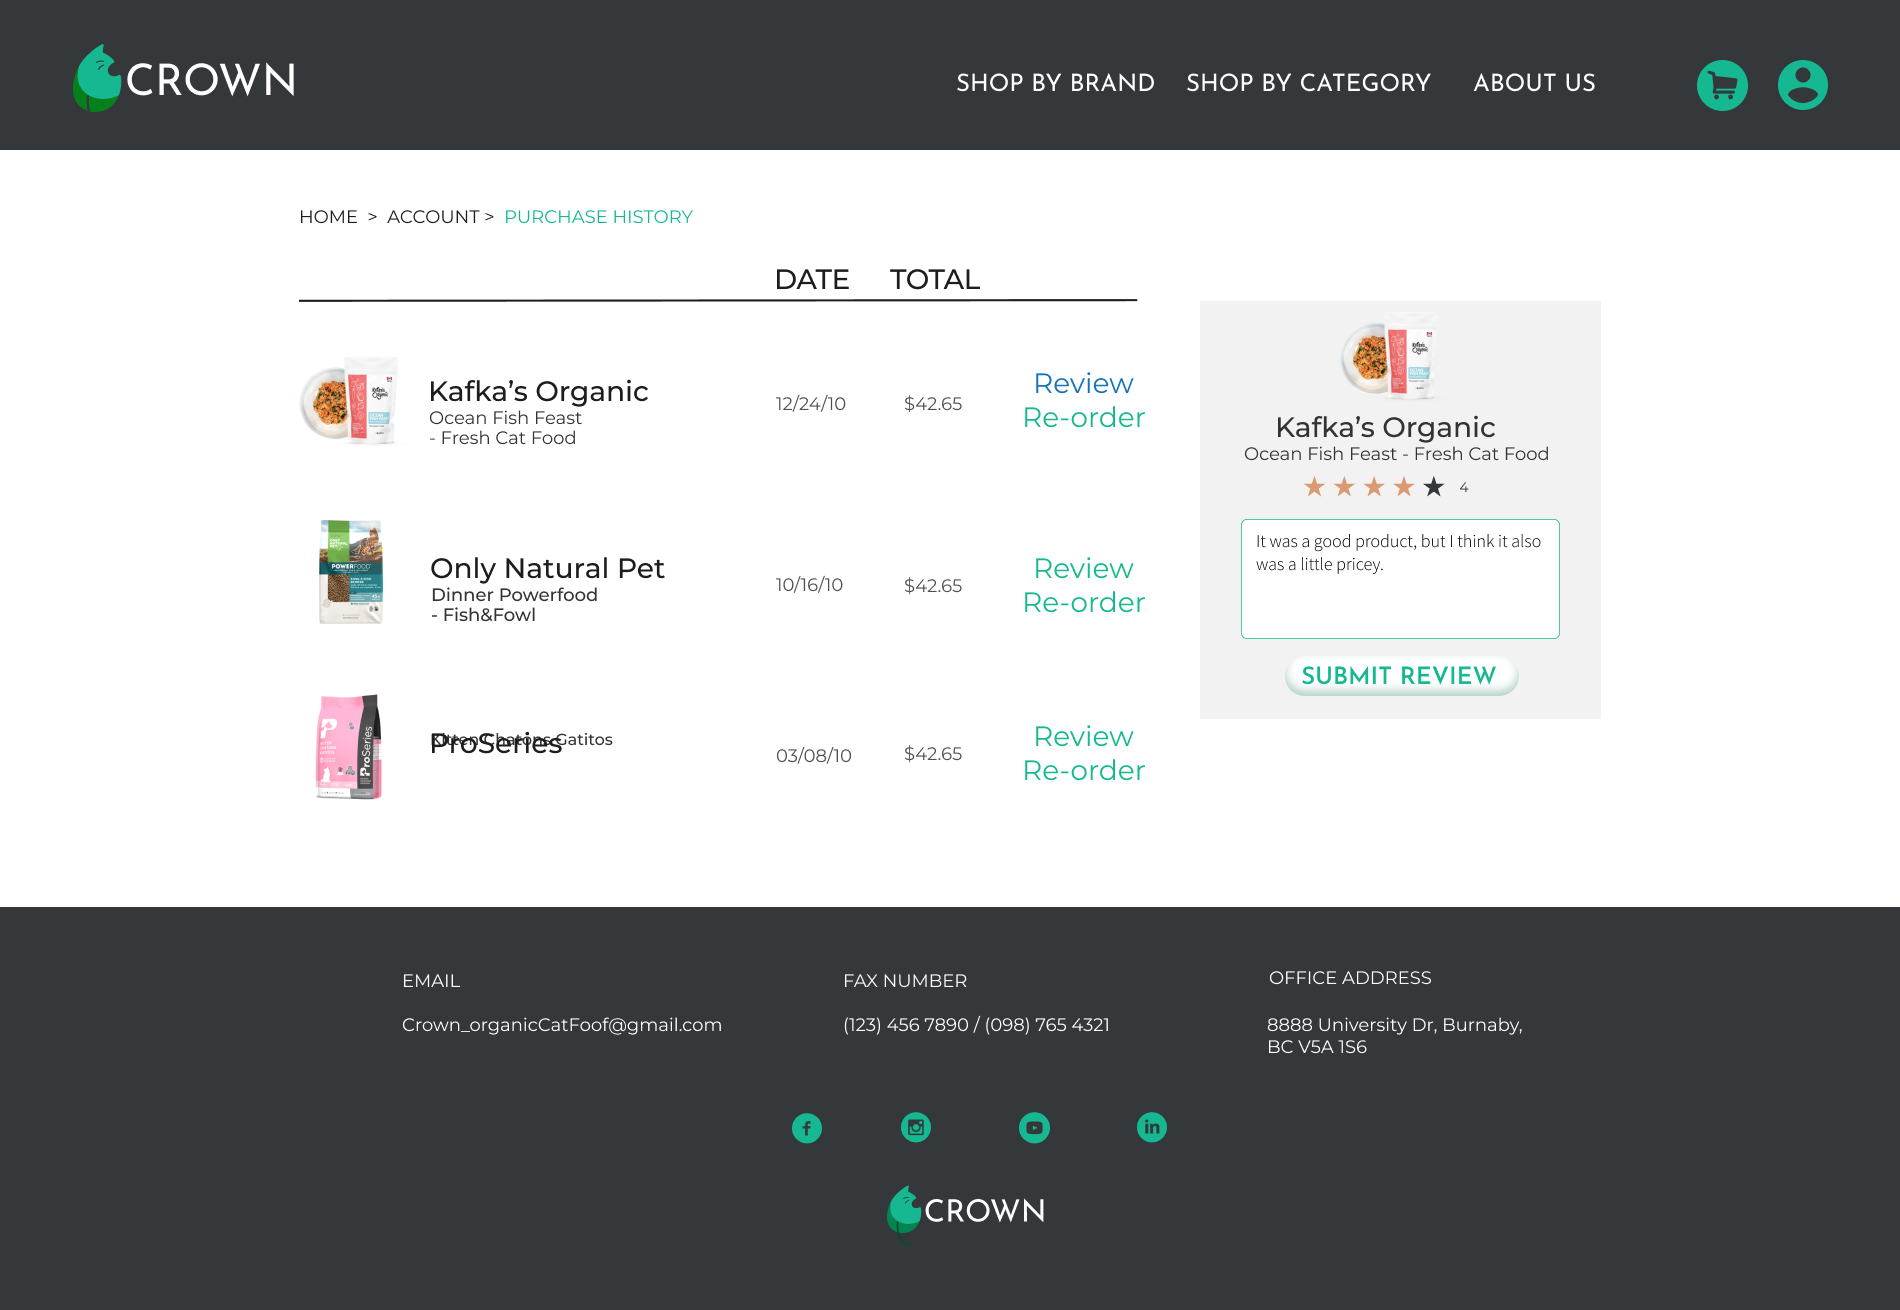 CROWN
SHOP BY BRAND
SHOP BY CATEGORY
ABOUT US
HOME > ACCOUNT > PURCHASE HISTORY
DATE
TOTAL
Kafka's Organic
Ocean Fish Feast
- Fresh Cat Food
12/24/10
$42.65
Review
Re-order
Only Natural Pet
Dinner Powerfood
- Fish&Fowl
10/16/10
$42.65
Review
Re-order
POWERFOOD
ProSeries
Kitten Chatons Gatitos
03/08/10
$42.65
Review
Re-order
ProSeries
Kafka's Organic
Ocean Fish Feast - Fresh Cat Food
4
It was a good product, but I think it also
was a little pricey.
SUBMIT REVIEW
EMAIL
Crown_organicCatFoof@gmail.com
FAX NUMBER
(123) 456 7890 / (098) 765 4321
OFFICE ADDRESS
8888 University Dr, Burnaby,
BC V5A 1S6
CROWN